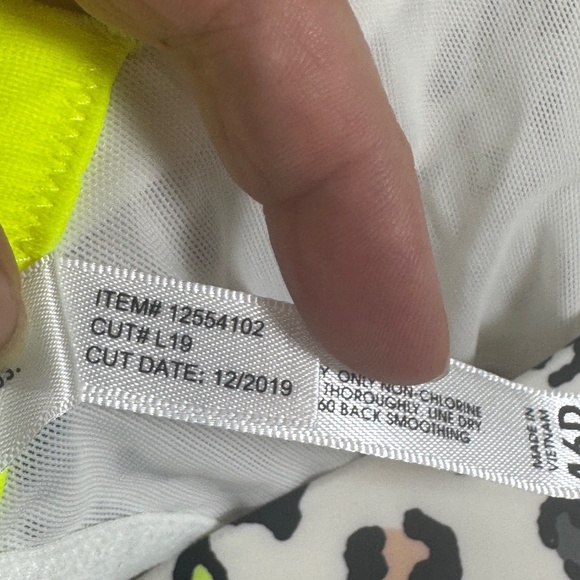 ITEM# 12554102
CUT# L19
CUT DATE: 12/2019
ONLY NON-CHLORINE
THOROUGHLY. LINE DRY
60 BACK SMOOTHING
MADE IN
VIETNAM